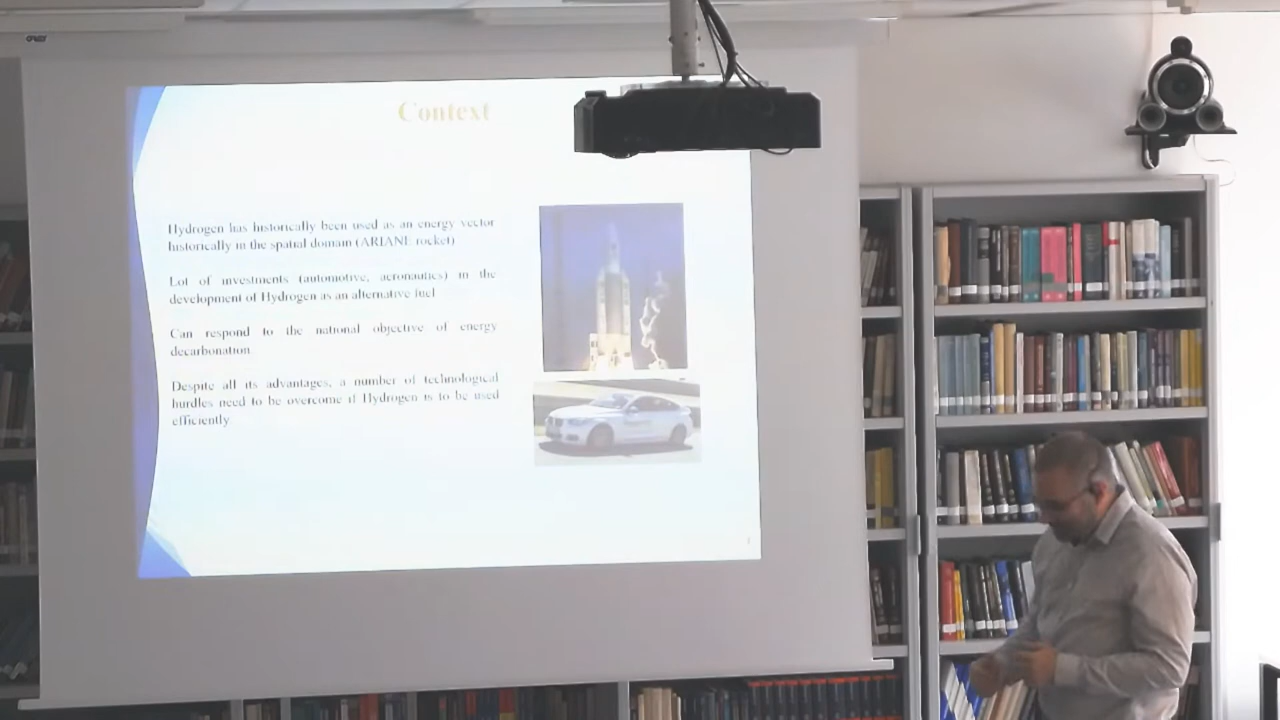 Context
Hydrogen has historically been used as an energy vector
historically in the spatial domain (ARIANE rocket)
Lot of investments (automotive, aeronautics) in the
development of Hydrogen as an alternative fuel
Can respond to the national objective of energy
decarbonation
Despite all its advantages, a number of technological
hurdles need to be overcome if Hydrogen is to be used
efficiently